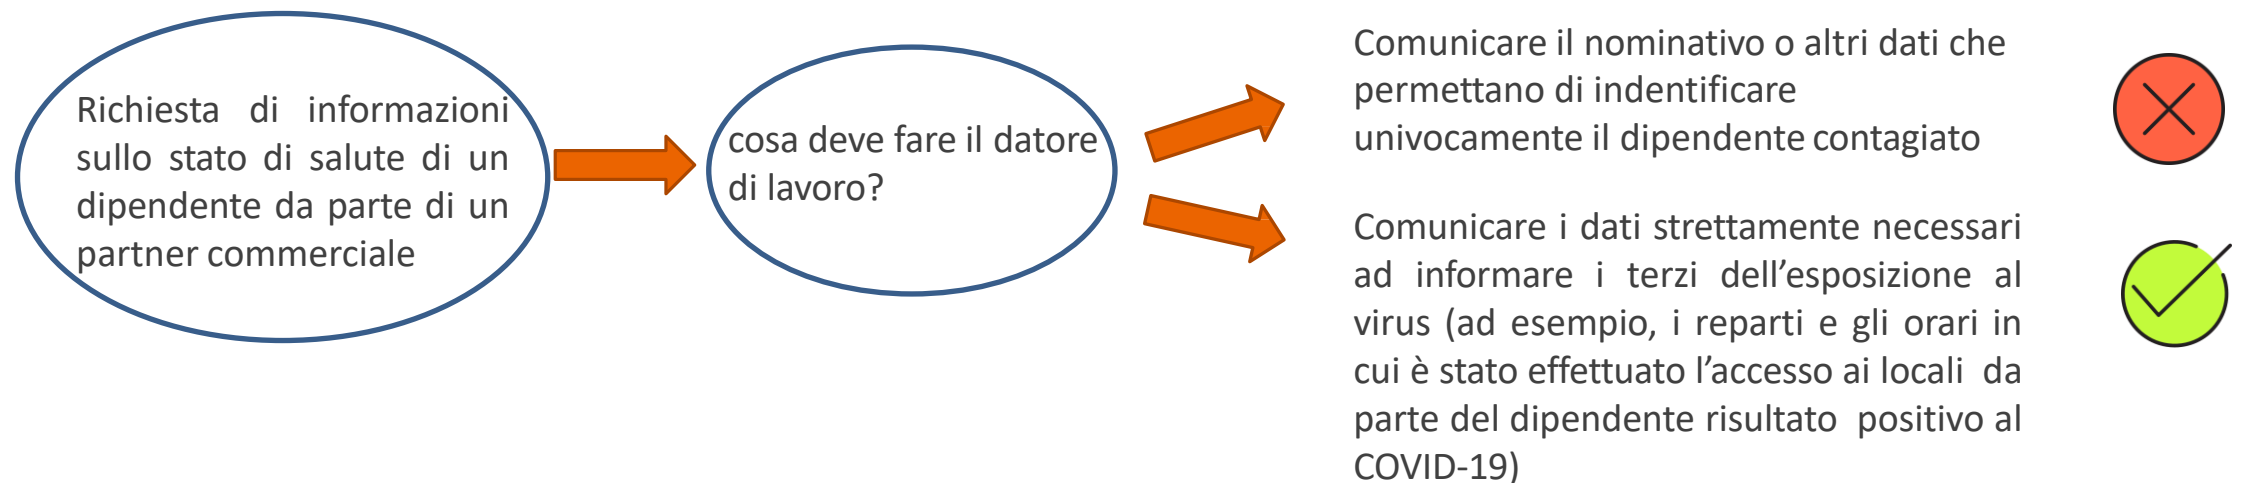 Richiesta di informazioni
sullo stato di salute di un
dipendente da parte di un
partner commerciale
cosa deve fare il datore
di lavoro?
Comunicare il nominativo o altri dati che
permettano di indentificare
univocamente il dipendente contagiato
Comunicare i dati strettamente necessari
ad informare i terzi dell’esposizione al
virus (ad esempio, i reparti e gli orari in
cui è stato effettuato l’accesso ai locali da
parte del dipendente risultato positivo al
COVID-19)